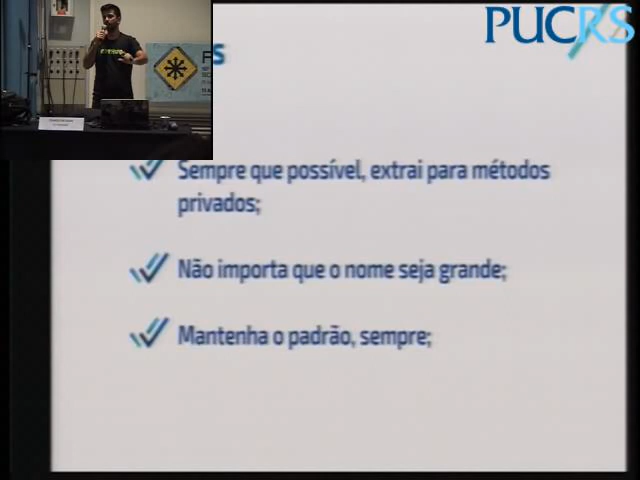 PUCRS
S
Sempre que possível, extrai para métodos
privados;
Não importa que o nome seja grande;
Mantenha o padrão, sempre;